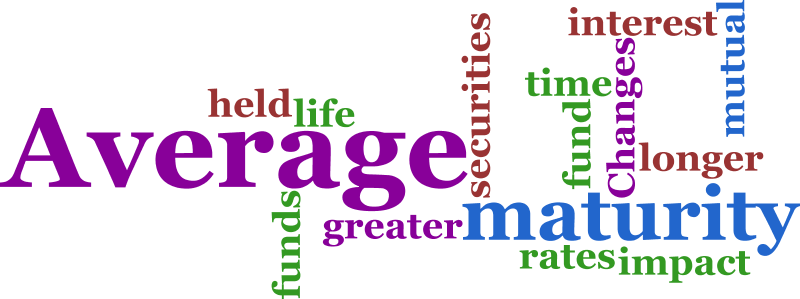 interest
mutual
securities
Changes
time
held
life
fund
Average
longer
maturity
funds
greater
rates
impact